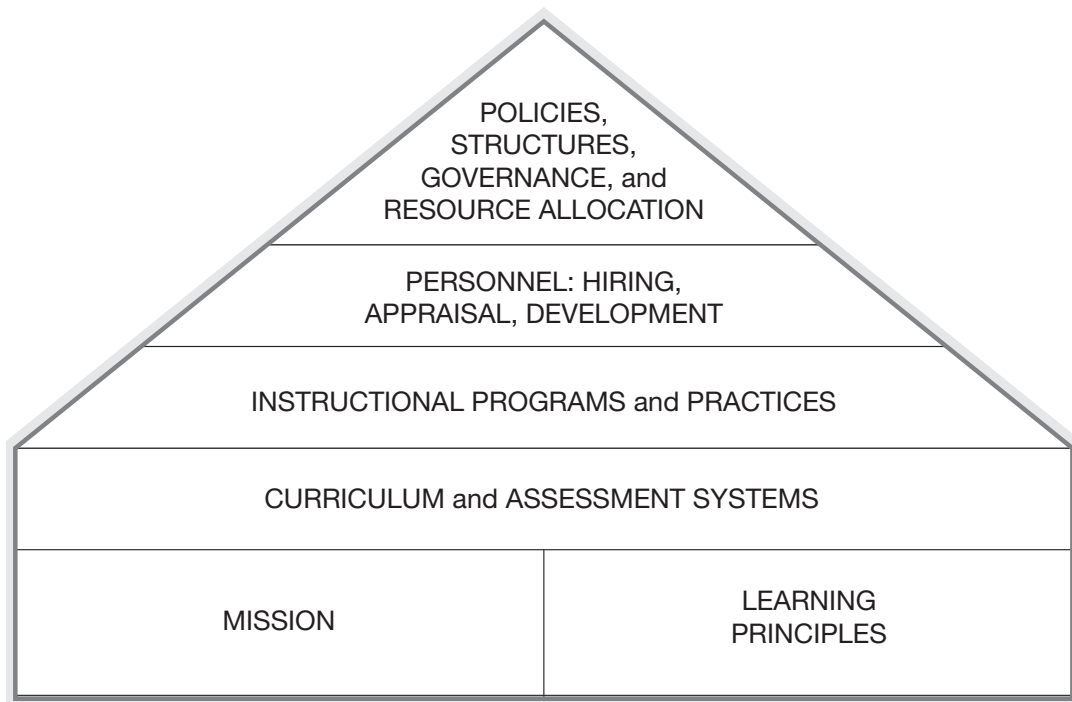 POLICIES,
STRUCTURES,
GOVERNANCE, and
RESOURCE ALLOCATION
PERSONNEL: HIRING,
APPRAISAL, DEVELOPMENT
INSTRUCTIONAL PROGRAMS and PRACTICES
CURRICULUM and ASSESSMENT SYSTEMS
MISSION
LEARNING
PRINCIPLES